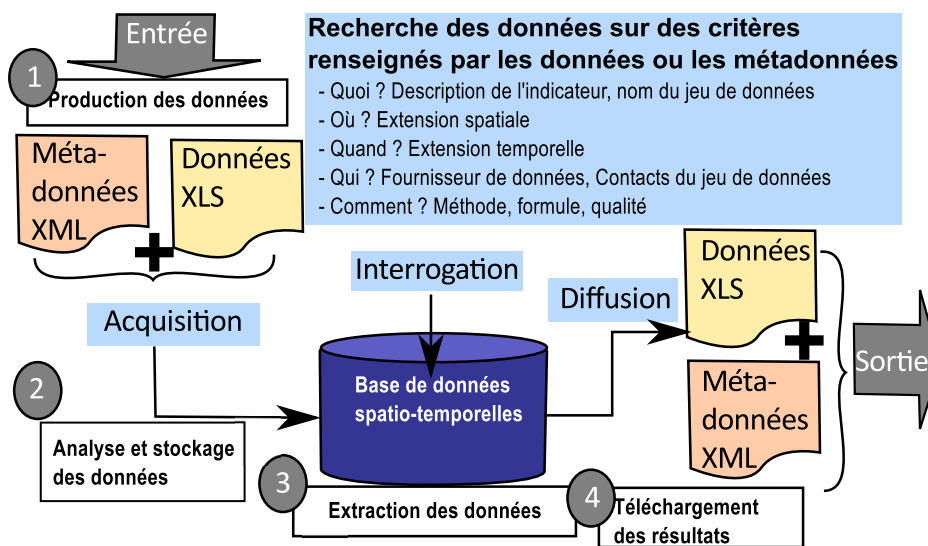 Entrée
1
Production des données
Méta-
données
XML
Données
XLS
Recherche des données sur des critères
renseignés par les données ou les métadonnées
- Quoi ? Description de l'indicateur, nom du jeu de données
- Où ? Extension spatiale
- Quand ? Extension temporelle
- Qui ? Fournisseur de données, Contacts du jeu de données
- Comment ? Méthode, formule, qualité
Acquisition
Interrogation
Diffusion
Données
XLS
Méta-
données
XML
Sortie
2
Analyse et stockage
des données
Base de données
spatio-temporelles
3
Extraction des données
4
Téléchargement
des résultats